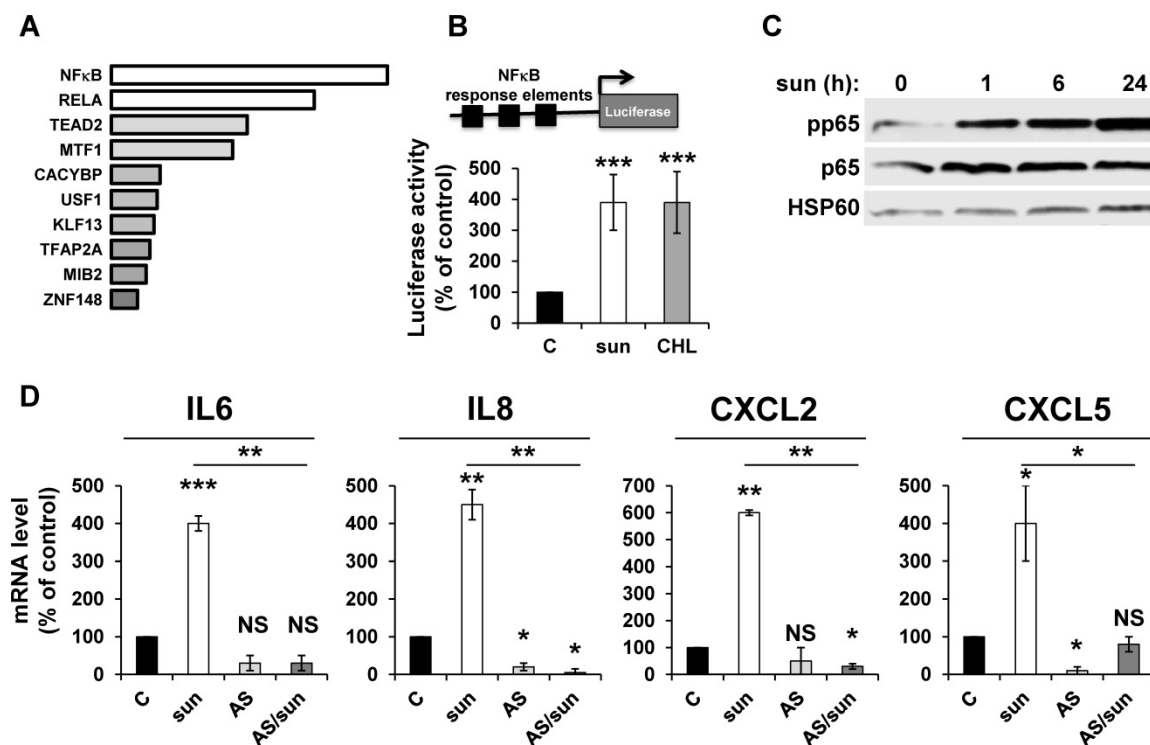 A
NFκB
RELA
TEAD2
MTF1
CACYBP
USF1
KLF13
TFAP2A
MIB2
ZNF148
B
NFκB
response elements
Luciferase
Luciferase activity
(% of control)
500
400
300
200
100
0
*** ***
C sun CHL
C
sun (h): 0 1 6 24
pp65
p65
HSP60
D
IL6
**
***
mRNA level
(% of control)
500
400
300
200
100
0
NS NS
C sun AS AS/sun
IL8
**
**
500
400
300
200
100
0
* *
C sun AS AS/sun
CXCL2
**
**
700
600
500
400
300
200
100
0
NS *
C sun AS AS/sun
CXCL5
*
*
500
400
300
200
100
0
* NS
C sun AS AS/sun